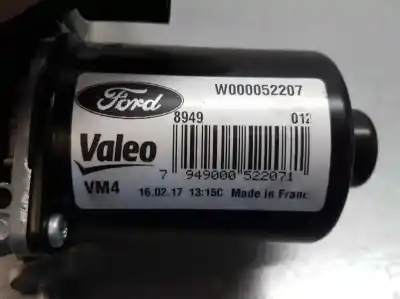 Ford
W000052207
8949 012
Valeo
7 949000 522071
VM4
16.02.17 13:15C Made in Franc